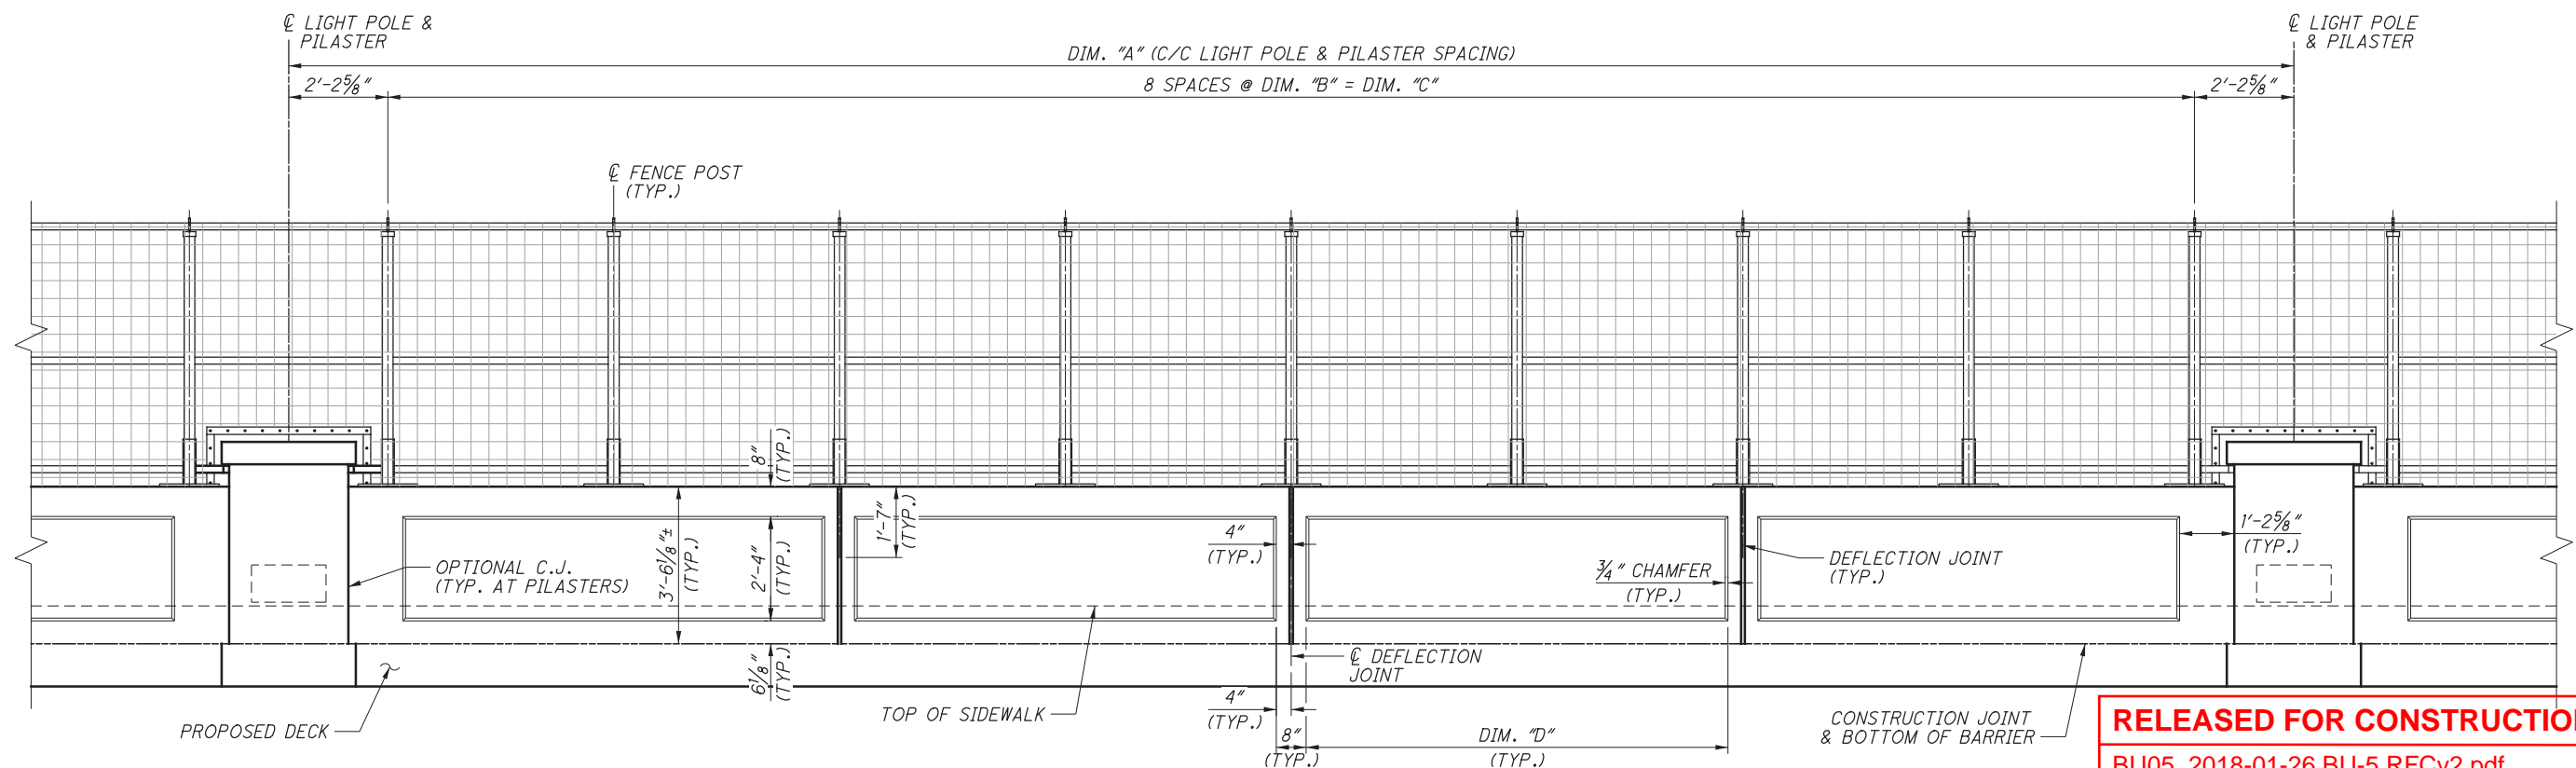 ℄ LIGHT POLE &
PILASTER
℄ LIGHT POLE
& PILASTER
DIM. "A" (C/C LIGHT POLE & PILASTER SPACING)
2'-2⅝"
8 SPACES @ DIM. "B" = DIM. "C"
2'-2⅝"
℄ FENCE POST
(TYP.)
8"
(TYP.)
1'-7"
(TYP.)
3'-6⅛"±
(TYP.)
2'-4"
(TYP.)
4"
(TYP.)
1'-2⅝"
(TYP.)
OPTIONAL C.J.
(TYP. AT PILASTERS)
¾" CHAMFER
(TYP.)
DEFLECTION JOINT
(TYP.)
6⅛"
(TYP.)
℄ DEFLECTION
JOINT
4"
(TYP.)
PROPOSED DECK
TOP OF SIDEWALK
8"
(TYP.)
DIM. "D"
(TYP.)
CONSTRUCTION JOINT
& BOTTOM OF BARRIER
RELEASED FOR CONSTRUCTION
BU05_2018-01-26 BU-5 RFCv2.pdf